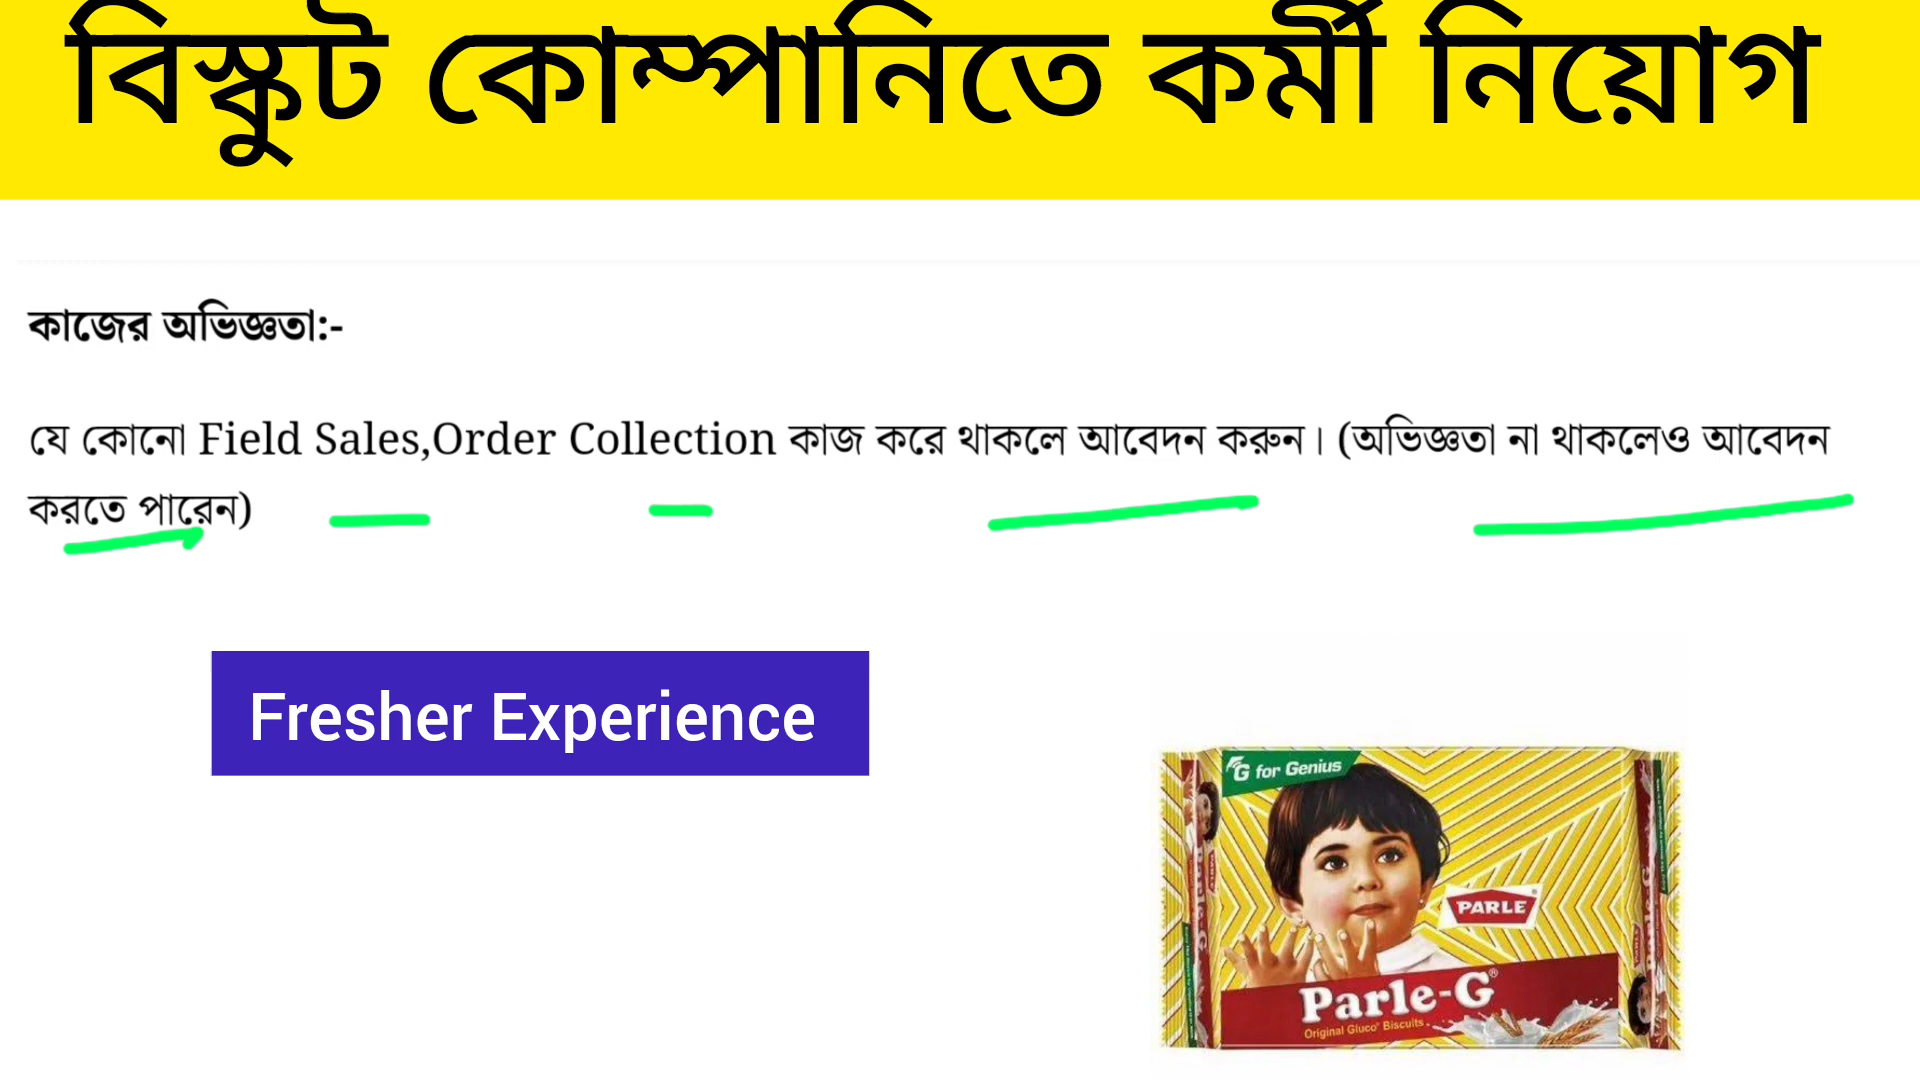 বিস্কুট কোম্পানিতে কর্মী নিয়োগ
কাজের অভিজ্ঞতা:-
যে কোনো Field Sales,Order Collection কাজ করে থাকলে আবেদন করুন। (অভিজ্ঞতা না থাকলেও আবেদন
করতে পারেন)
Fresher Experience
G for Genius
PARLE
Parle-G®
Original Gluco® Biscuits